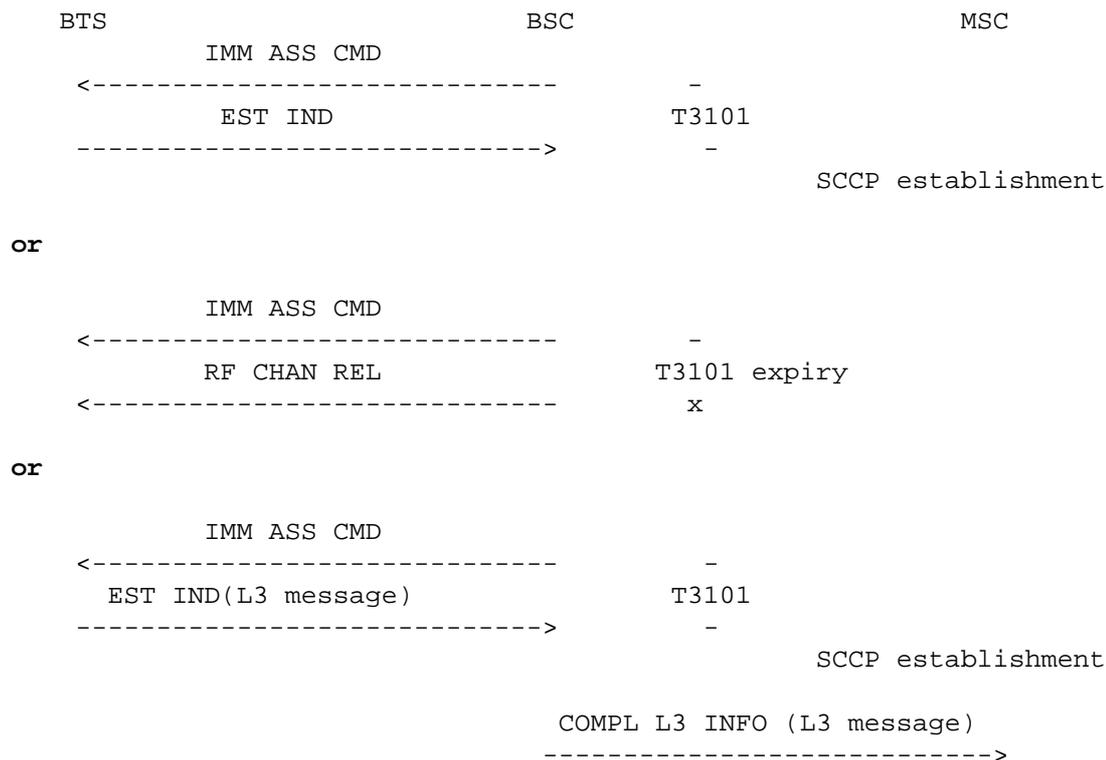 BTS BSC MSC
IMM ASS CMD
<----------------------------- -
EST IND T3101
-----------------------------> -
SCCP establishment
or
IMM ASS CMD
<----------------------------- -
RF CHAN REL T3101 expiry
<----------------------------- x
or
IMM ASS CMD
<----------------------------- -
EST IND(L3 message) T3101
-----------------------------> -
SCCP establishment
COMPL L3 INFO (L3 message)
---------------------------->